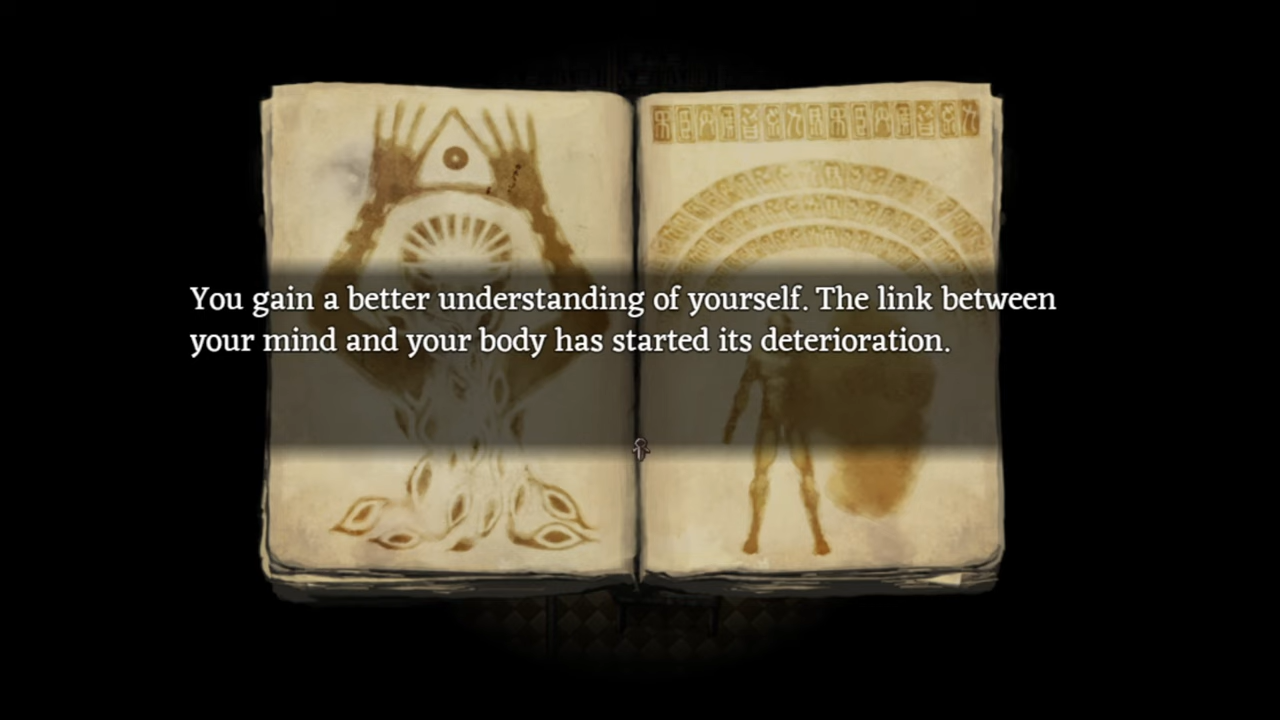 You gain a better understanding of yourself. The link between
your mind and your body has started its deterioration.